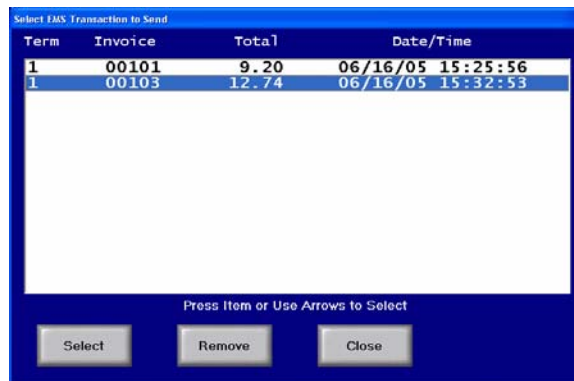 Select EMS Transaction to Send
Term Invoice Total Date/Time
1 00101 9.20 06/16/05 15:25:56
1 00103 12.74 06/16/05 15:32:53
Press Item or Use Arrows to Select
Select Remove Close